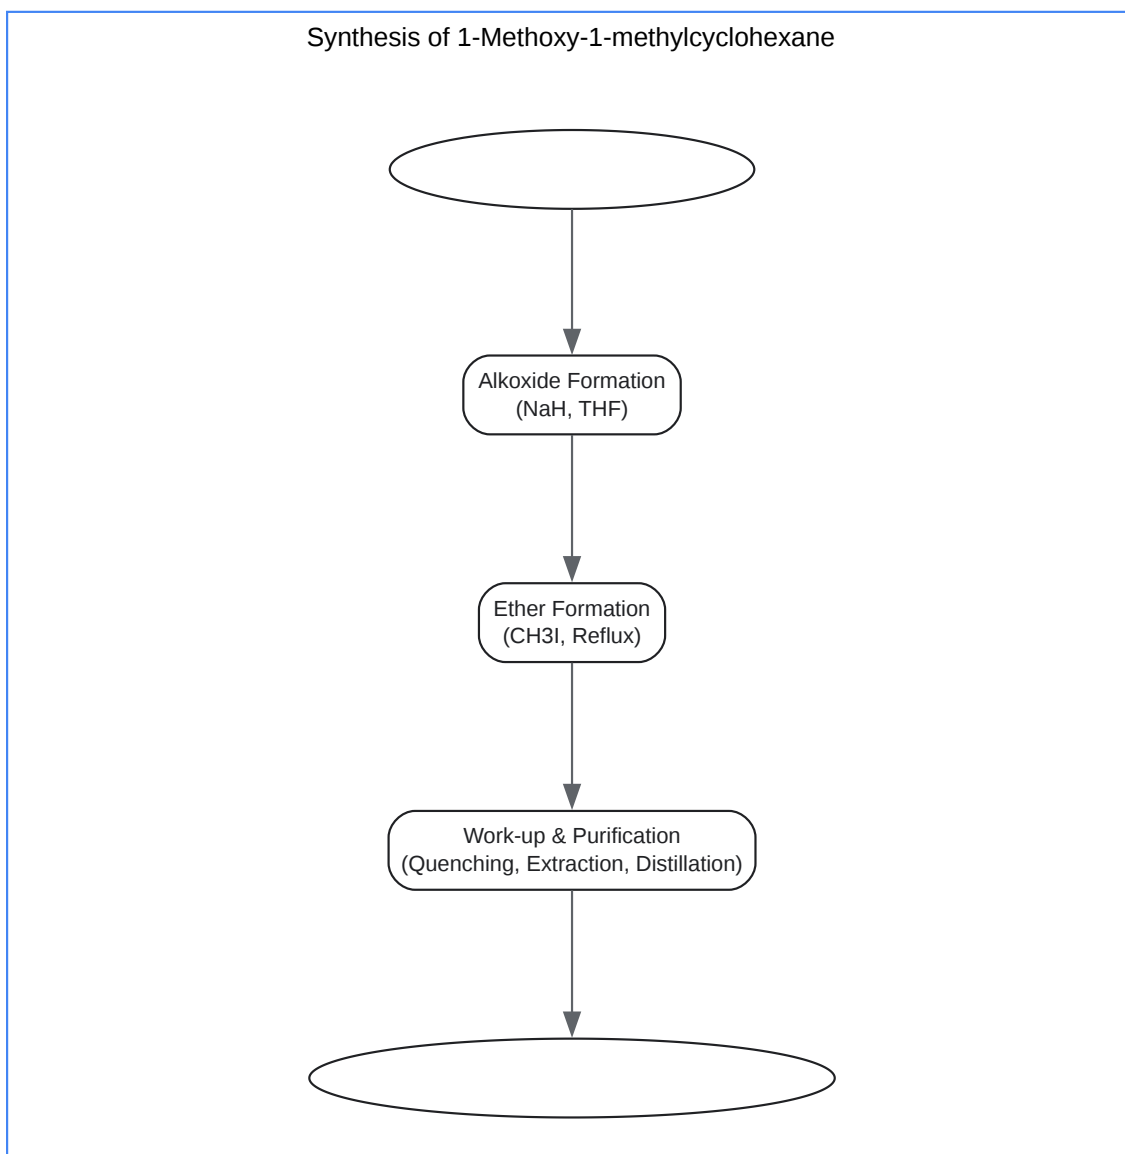 Synthesis of 1-Methoxy-1-methylcyclohexane
Alkoxide Formation
(NaH, THF)
Ether Formation
(CH3I, Reflux)
Work-up & Purification
(Quenching, Extraction, Distillation)